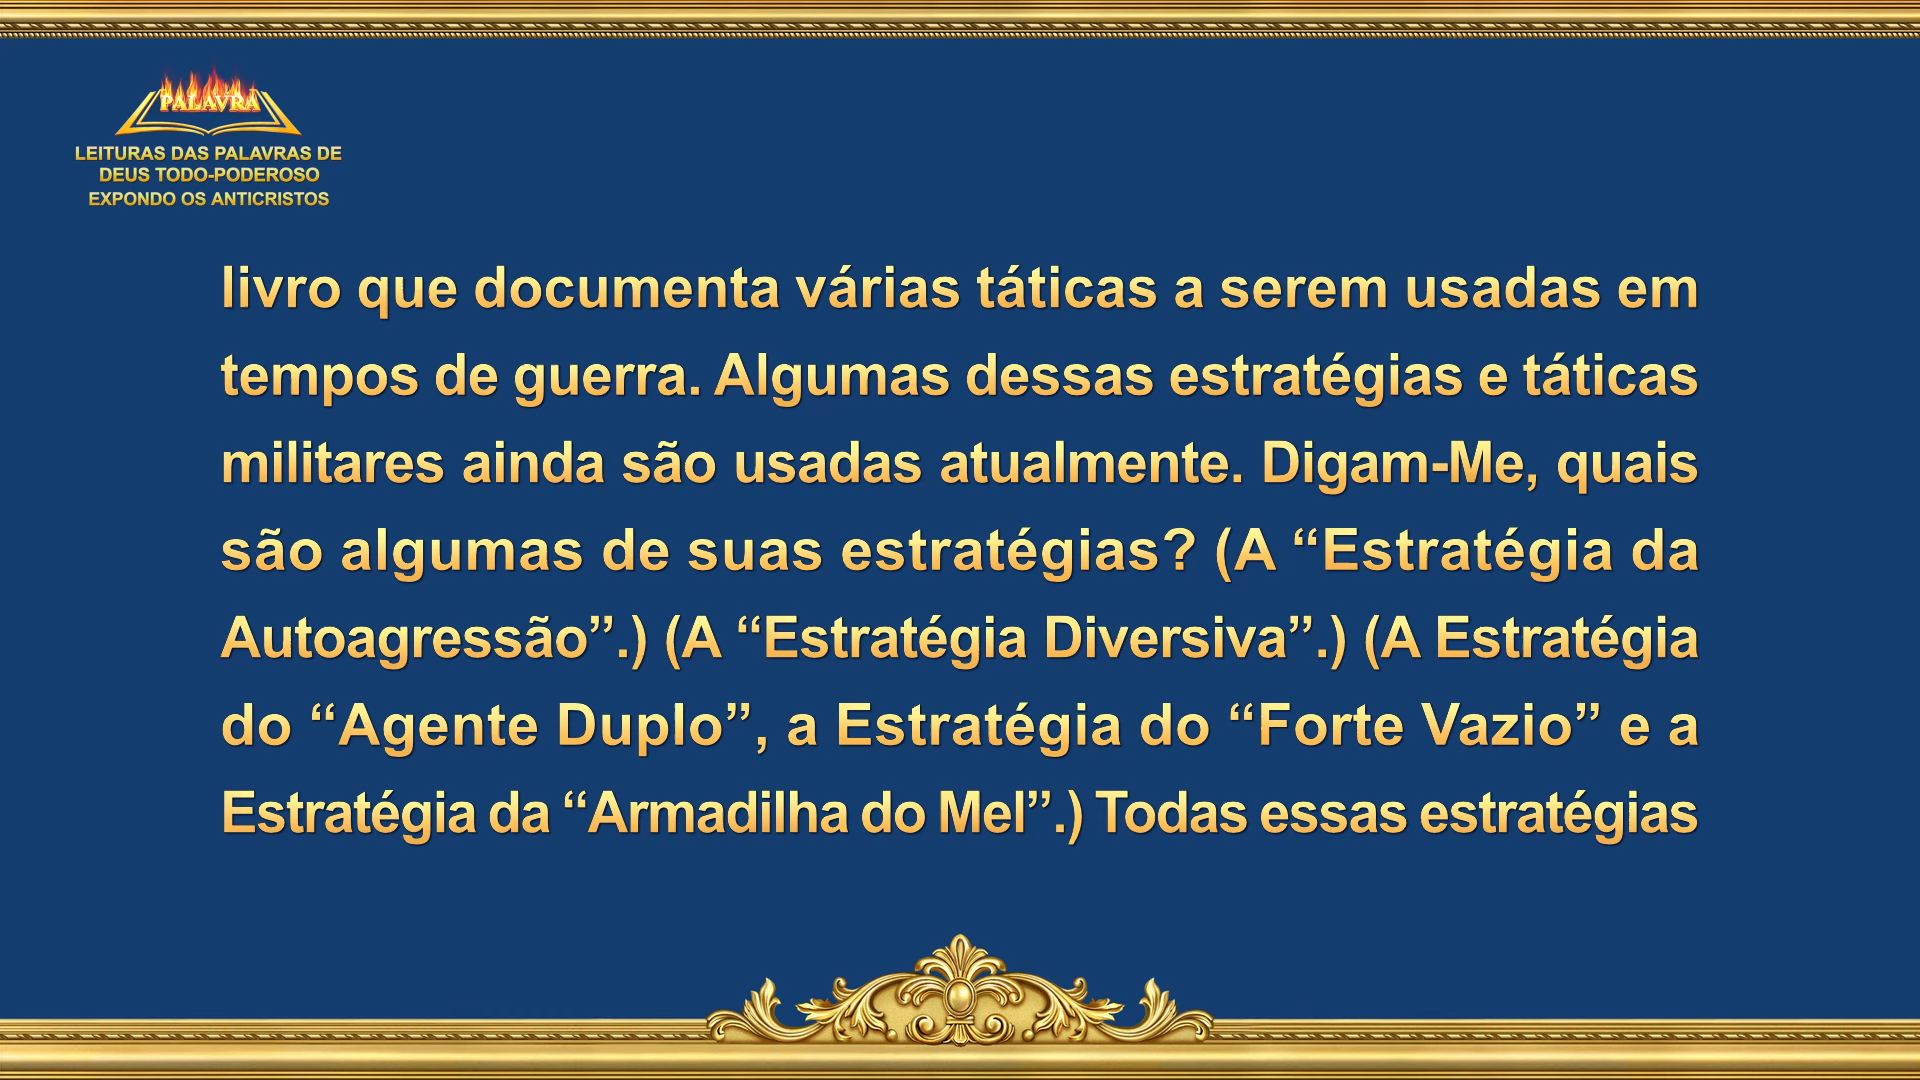 PALAVRA
LEITURAS DAS PALAVRAS DE
DEUS TODO-PODEROSO
EXPONDO OS ANTICRISTOS
livro que documenta várias táticas a serem usadas em
tempos de guerra. Algumas dessas estratégias e táticas
militares ainda são usadas atualmente. Digam-Me, quais
são algumas de suas estratégias? (A “Estratégia da
Autoagressão”.) (A “Estratégia Diversiva”.) (A Estratégia
do “Agente Duplo”, a Estratégia do “Forte Vazio” e a
Estratégia da “Armadilha do Mel”.) Todas essas estratégias